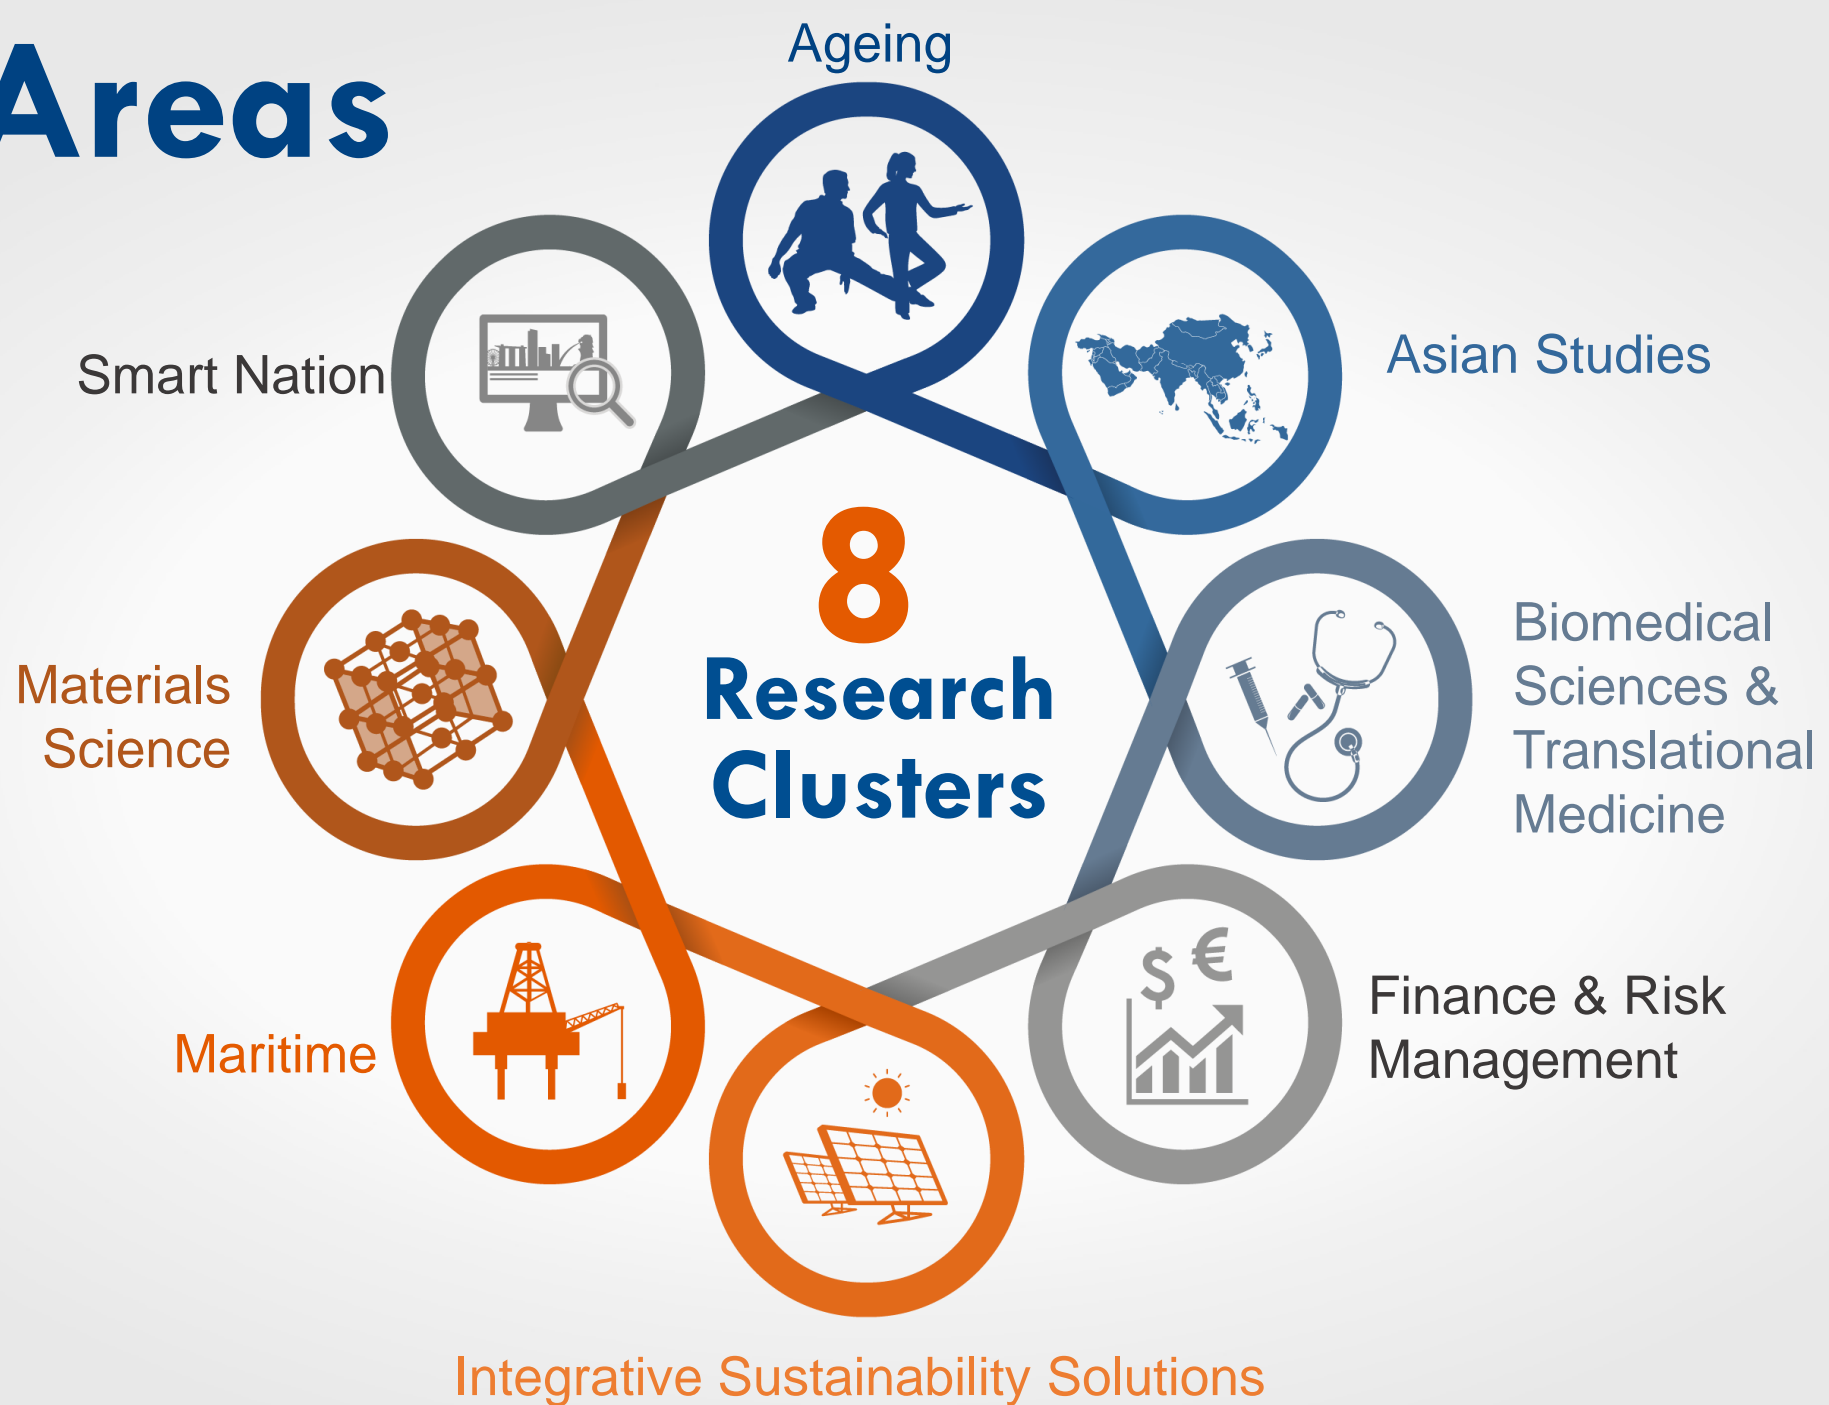 Areas
Ageing
Asian Studies
Smart Nation
Biomedical
Sciences &
Translational
Medicine
8
Research
Clusters
Materials
Science
Finance & Risk
Management
$ €
Maritime
Integrative Sustainability Solutions